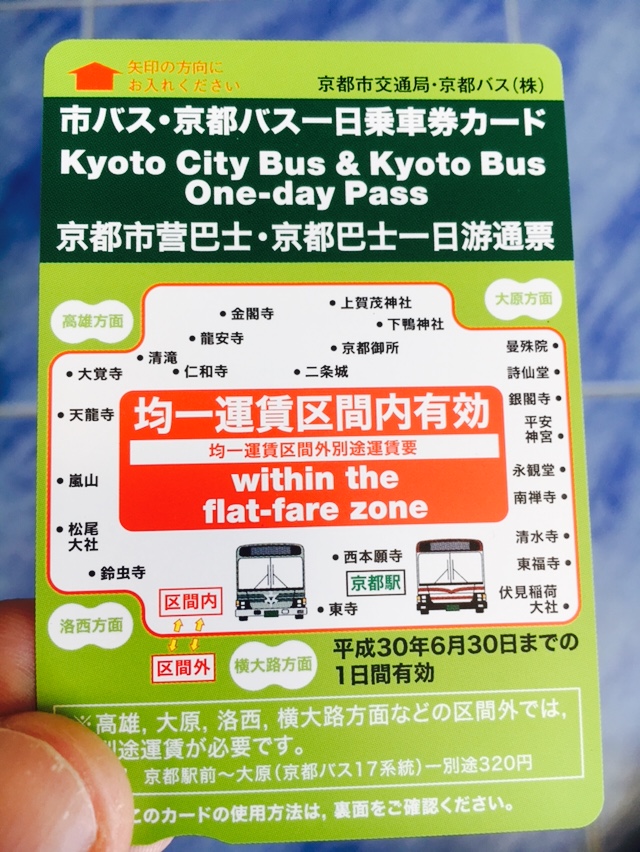 矢印の方向に
お入れください
京都市交通局・京都バス(株)
市バス・京都バス一日乗車券カード
Kyoto City Bus & Kyoto Bus
One-day Pass
京都市营巴士・京都巴士一日游通票
高雄方面
大原方面
金閣寺
上賀茂神社
龍安寺
下鴨神社
清滝
京都御所
大覚寺
仁和寺
二条城
曼殊院
詩仙堂
銀閣寺
天龍寺
平安
神宮
均一運賃区間内有効
均一運賃区間外別途運賃要
within the
flat-fare zone
嵐山
永観堂
南禅寺
松尾
大社
清水寺
鈴虫寺
西本願寺
東福寺
京都駅
伏見稲荷
大社
区間内
東寺
洛西方面
区間外
横大路方面
平成30年6月30日までの
1日間有効
※高雄,大原,洛西,横大路方面などの区間外では,
途運賃が必要です。
京都駅前〜大原(京都バス17系統)ー別途320円
このカードの使用方法は,裏面をご確認ください。